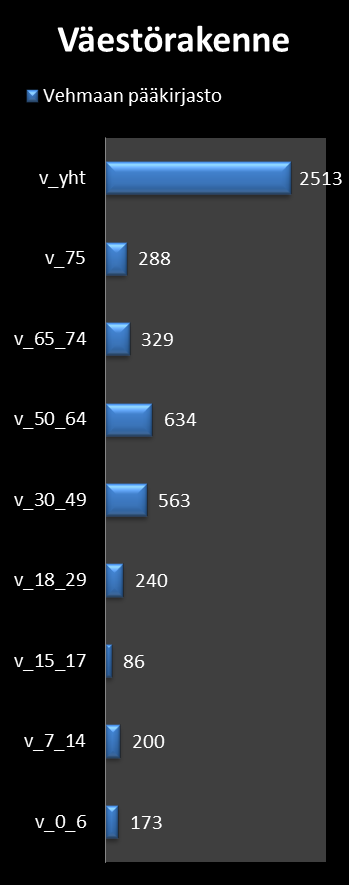 Väestörakenne
Vehmaan pääkirjasto
v_yht 2513
v_75 288
v_65_74 329
v_50_64 634
v_30_49 563
v_18_29 240
v_15_17 86
v_7_14 200
v_0_6 173